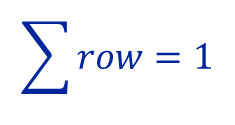 ∑ row = 1